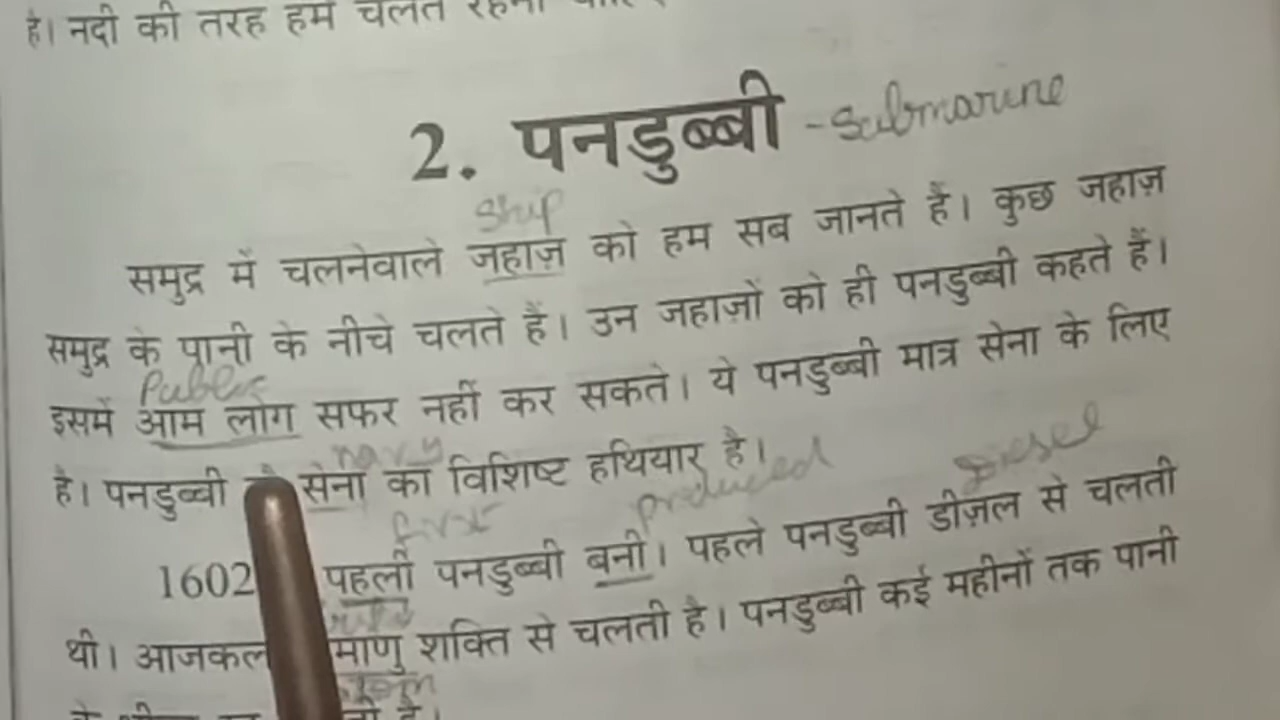 है। नदी की तरह हमें चलते रहना
2. पनडुब्बी - Submarine
ship
समुद्र में चलनेवाले जहाज़ को हम सब जानते हैं। कुछ जहाज़
समुद्र के पानी के नीचे चलते हैं। उन जहाज़ों को ही पनडुब्बी कहते हैं।
Public
इसमें आम लोग सफर नहीं कर सकते। ये पनडुब्बी मात्र सेना के लिए
navy
है। पनडुब्बी सेना का विशिष्ट हथियार है।
first produced Diesel
1602 पहली पनडुब्बी बनी। पहले पनडुब्बी डीज़ल से चलती
थी। आजकल माणु शक्ति से चलती है। पनडुब्बी कई महीनों तक पानी